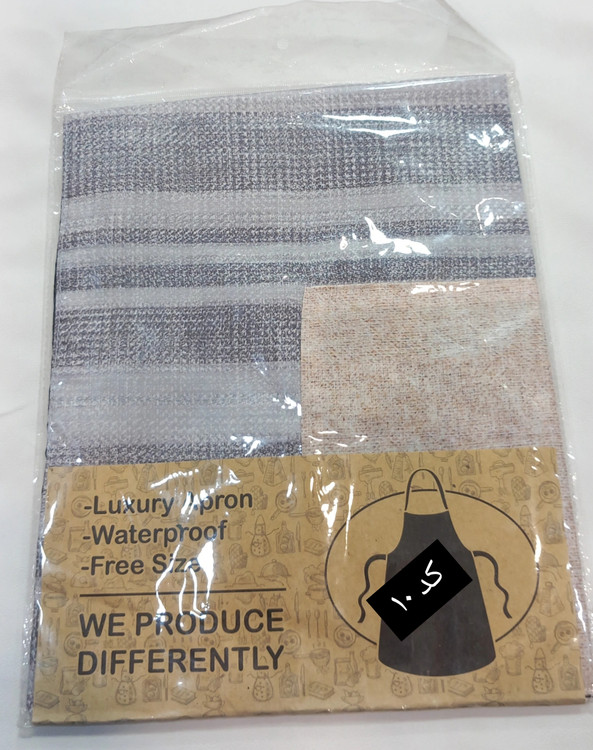 -Luxury Apron
-Waterproof
-Free Size
WE PRODUCE
DIFFERENTLY
کد ۱۰